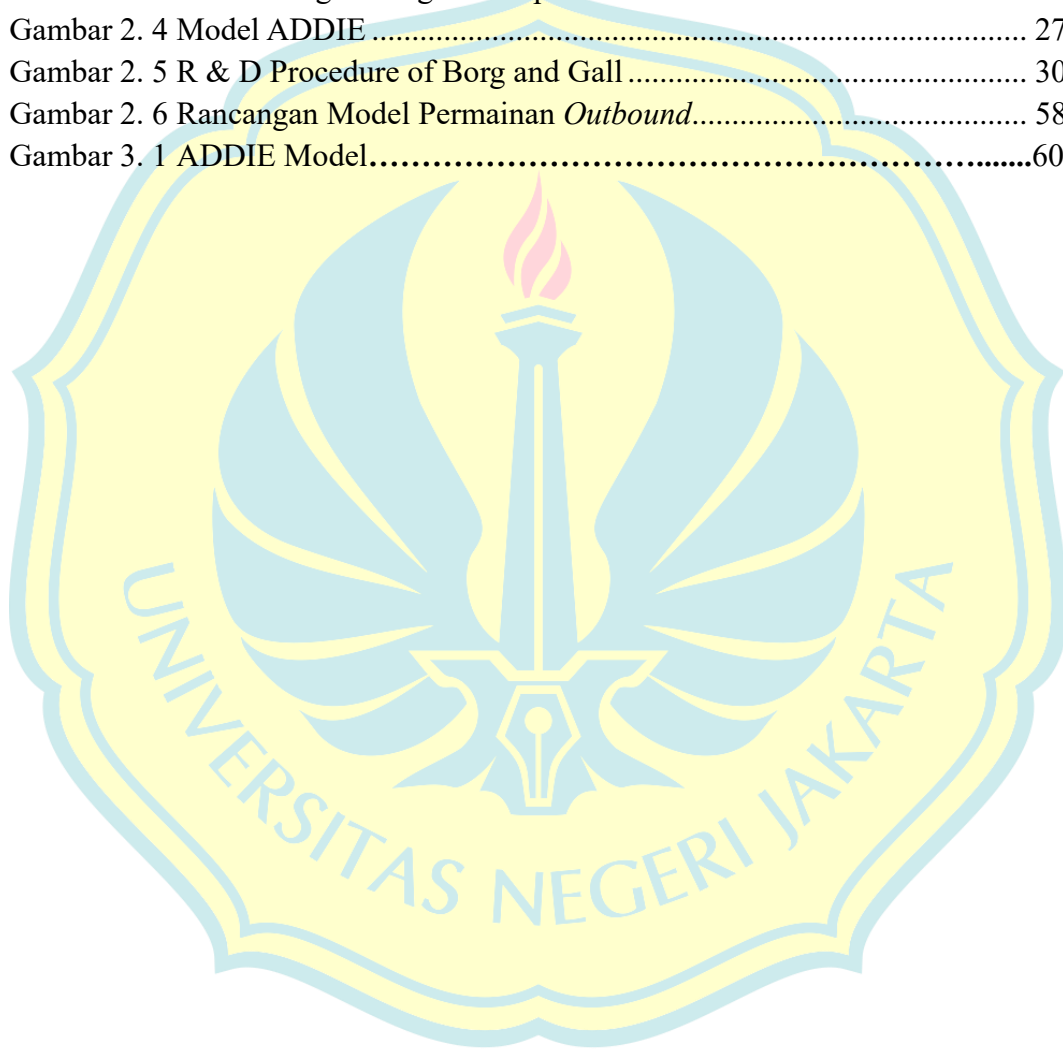 Gambar 2. 4 Model ADDIE ............................................................................... 27
Gambar 2. 5 R & D Procedure of Borg and Gall ................................................ 30
Gambar 2. 6 Rancangan Model Permainan Outbound........................................ 58
Gambar 3. 1 ADDIE Model…………………………………………………….......60
UNIVERSITAS NEGERI JAKARTA